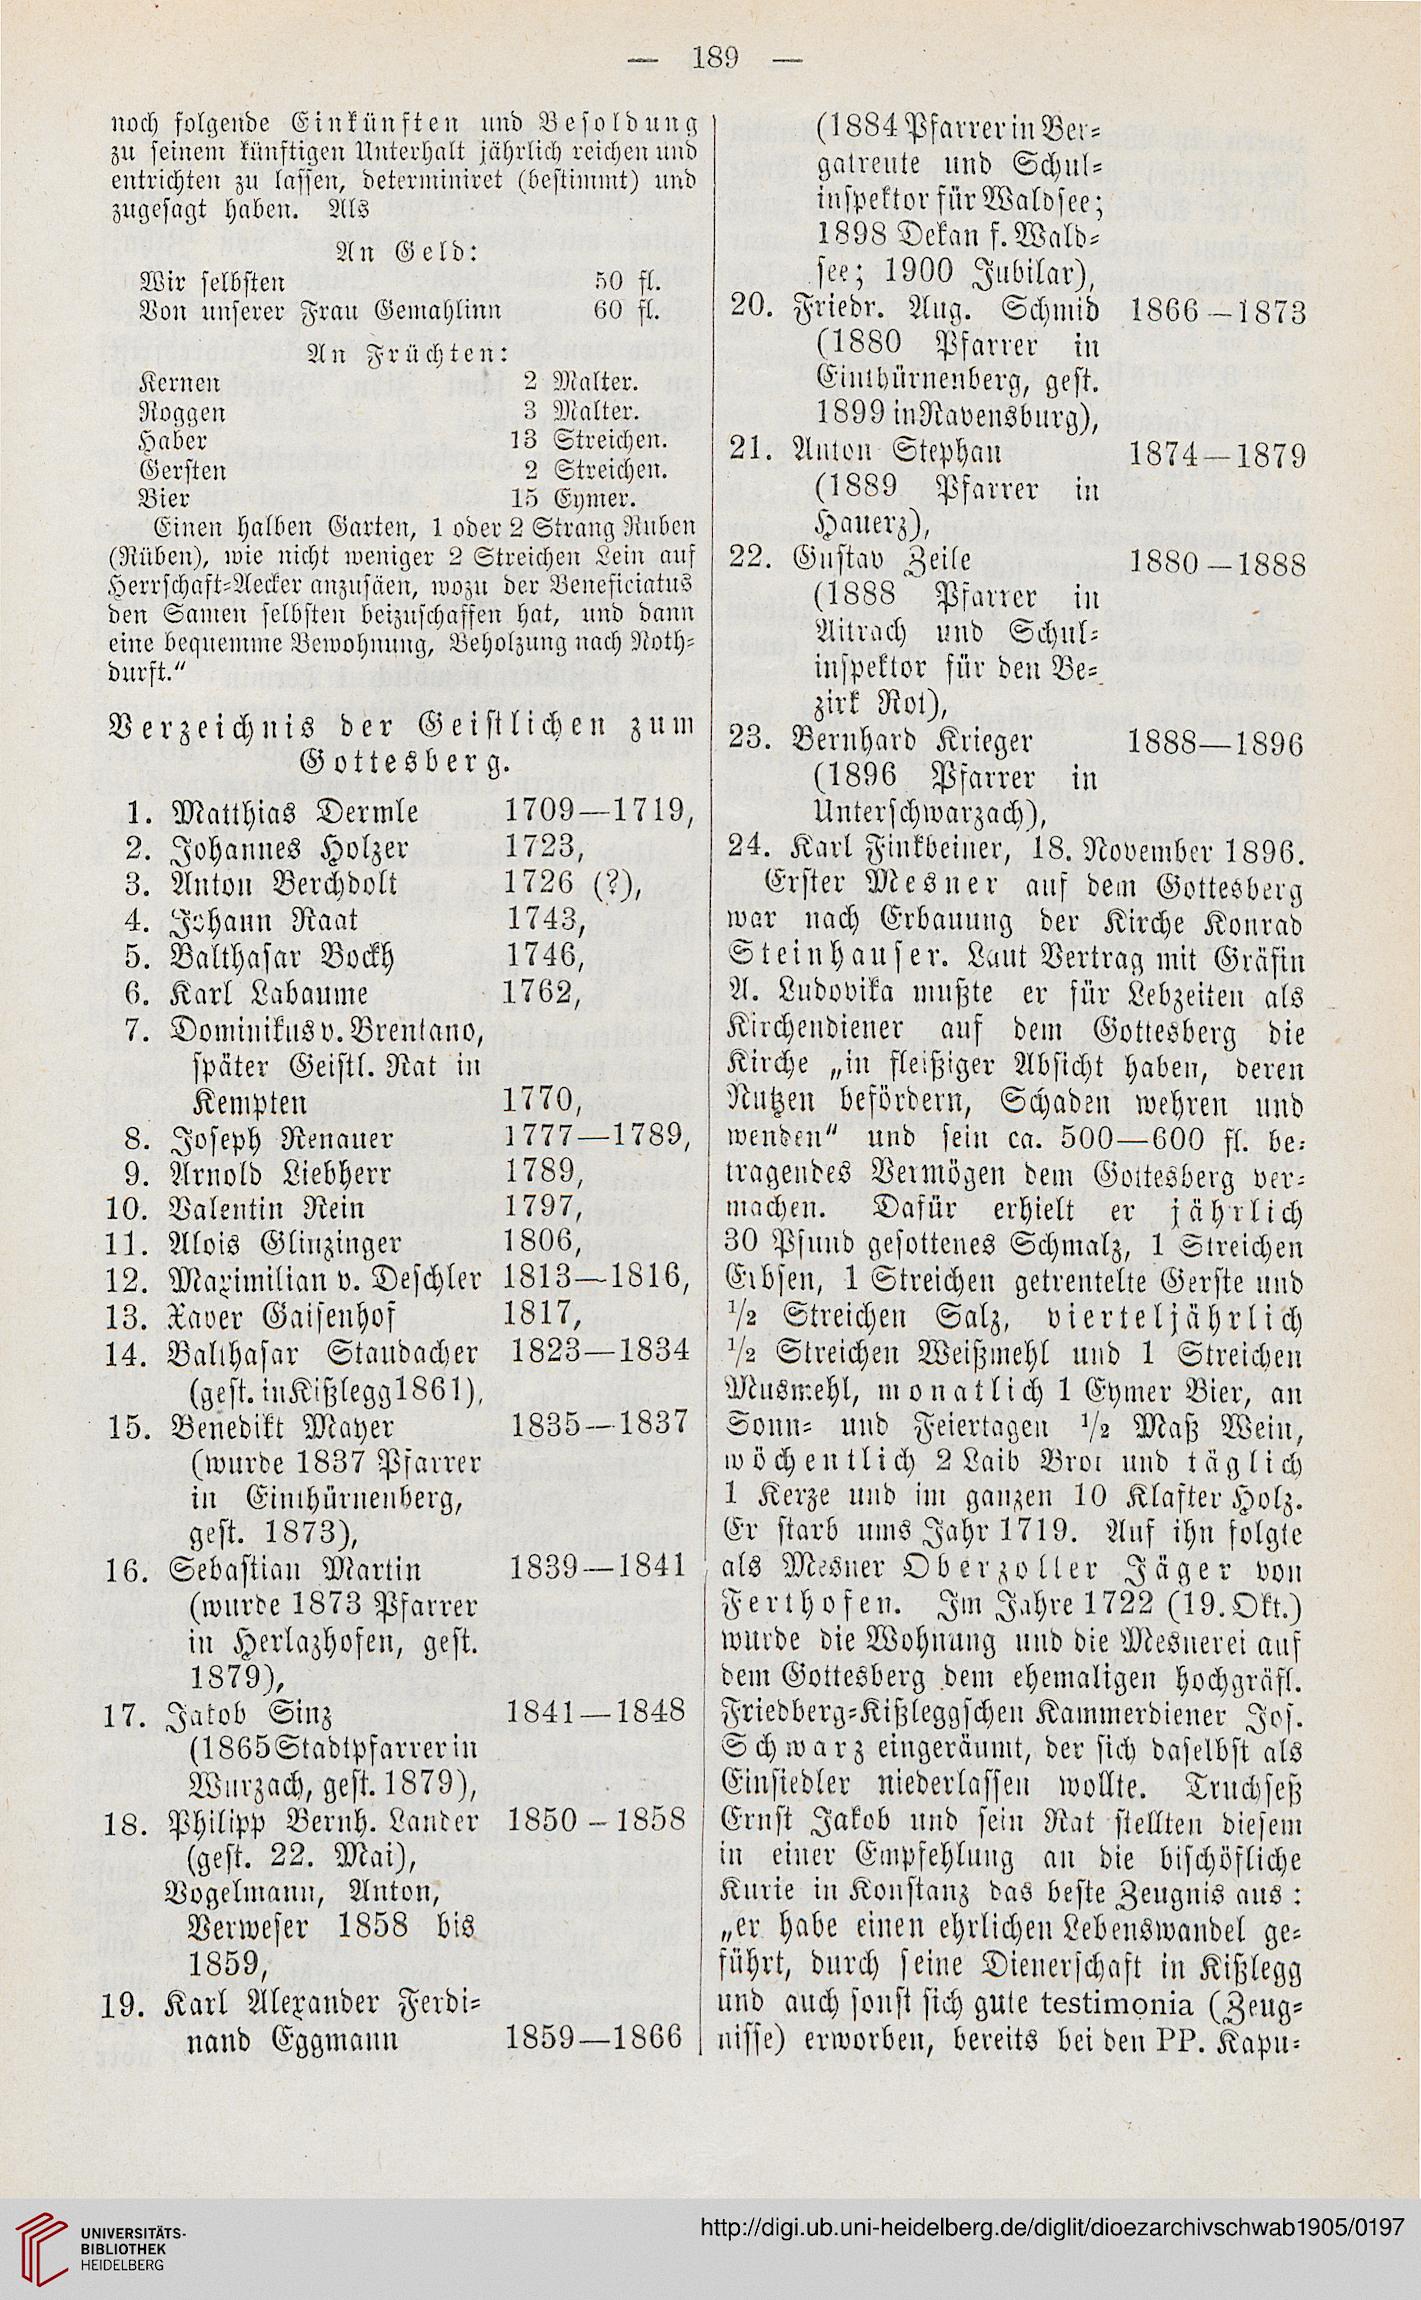 — 189 —
noch folgende Einkünften und Besoldung
zu seinem künftigen Unterhalt jährlich reichen und
entrichten zu lassen, determiniret (bestimmt) und
zugesagt haben. Als
An Geld:
Wir selbsten 50 fl.
Von unserer Frau Gemahlinn 60 fl.
An Früchten:
Kernen 2 Malter.
Roggen 3 Malter.
Haber 13 Streichen.
Gersten 2 Streichen.
Bier 15 Eymer.
Einen halben Garten, 1 oder 2 Strang Ruben
(Rüben), wie nicht weniger 2 Streichen Lein auf
Herrschaft-Aecker anzusäen, wozu der Beneficiatus
den Samen selbsten beizuschaffen hat, und dann
eine bequemme Bewohnung, Beholzung nach Noth-
durft."
Verzeichnis der Geistlichen zum
Gottesberg.
1. Matthias Dermle 1709—1719,
2. Johannes Holzer 1723,
3. Anton Berchdolt 1726 (?),
4. Johann Raat 1743,
5. Balthasar Bockh 1746,
6. Karl Labaume 1762,
7. Dominikus v. Brentano,
später Geistl. Rat in
Kempten 1770,
8. Joseph Renauer 1777—1789,
9. Arnold Liebherr 1789,
10. Valentin Rein 1797,
11. Alois Glinzinger 1806,
12. Maximilian v. Deschler 1813—1816,
13. Xaver Gaisenhof 1817,
14. Balthasar Staudacher 1823—1834
(gest. in Kißlegg 1861),
15. Benedikt Mayer 1835—1837
(wurde 1837 Pfarrer
in Einthürnenberg,
gest. 1873),
16. Sebastian Martin 1839—1841
(wurde 1873 Pfarrer
in Herlazhofen, gest.
1879),
17. Jakob Sinz 1841—1848
(1865 Stadtpfarrer in
Wurzach, gest. 1879),
18. Philipp Bernh. Lander 1850–1858
(gest. 22. Mai),
Vogelmann, Anton,
Verweser 1858 bis
1859,
19. Karl Alexander Ferdi-
nand Eggmann 1859—1866
(1884 Pfarrer in Ber-
gatreute und Schul-
inspektor für Waldsee;
1898 Dekan f. Wald-
see; 1900 Jubilar),
20. Friedr. Aug. Schmid 1866—1873
(1880 Pfarrer in
Einthürnenberg, gest.
1899 in Ravensburg),
21. Anton Stephan 1874—1879
(1889 Pfarrer in
Hauerz),
22. Gustav Zeile 1880—1888
(1888 Pfarrer in
Aitrach und Schul-
inspektor für den Be-
zirk Rot),
23. Bernhard Krieger 1888—1896
(1896 Pfarrer in
Unterschwarzach),
24. Karl Finkbeiner, 18. November 1896.
Erster Mesner auf dem Gottesberg
war nach Erbauung der Kirche Konrad
Steinhauser. Laut Vertrag mit Gräfin
A. Ludovika mußte er für Lebzeiten als
Kirchendiener auf dem Gottesberg die
Kirche „in fleißiger Absicht haben, deren
Nutzen befördern, Schaden wehren und
wenden" und sein ca. 500—600 fl. be-
tragendes Vermögen dem Gottesberg ver-
machen. Dafür erhielt er jährlich
30 Pfund gesottenes Schmalz, 1 Streichen
Erbsen, 1 Streichen getrentelte Gerste und
1/2 Streichen Salz, vierteljährlich
1/2 Streichen Weißmehl und 1 Streichen
Musmehl, monatlich 1 Eymer Bier, an
Sonn- und Feiertagen 1/2 Maß Wein,
wöchentlich 2 Laib Brot und täglich
1 Kerze und im ganzen 10 Klafter Holz.
Er starb ums Jahr 1719. Auf ihn folgte
als Mesner Oberzoller Jäger von
Ferthofen. Im Jahre 1722 (19. Okt.)
wurde die Wohnung und die Mesnerei auf
dem Gottesberg dem ehemaligen hochgräfl.
Friedberg-Kißleggschen Kammerdiener Jos.
Schwarz eingeräumt, der sich daselbst als
Einsiedler niederlassen wollte. Truchseß
Ernst Jakob und sein Rat stellten diesem
in einer Empfehlung an die bischöfliche
Kurie in Konstanz das beste Zeugnis aus:
„er habe einen ehrlichen Lebenswandel ge-
führt, durch seine Dienerschaft in Kißlegg
und auch sonst sich gute testimonia (Zeug-
nisse) erworben, bereits bei den PP. Kapu-
UNIVERSITÄTS-
BIBLIOTHEK
HEIDELBERG
http://digi.ub.uni-heidelberg.de/diglit/dioezarchivschwab1905/0197